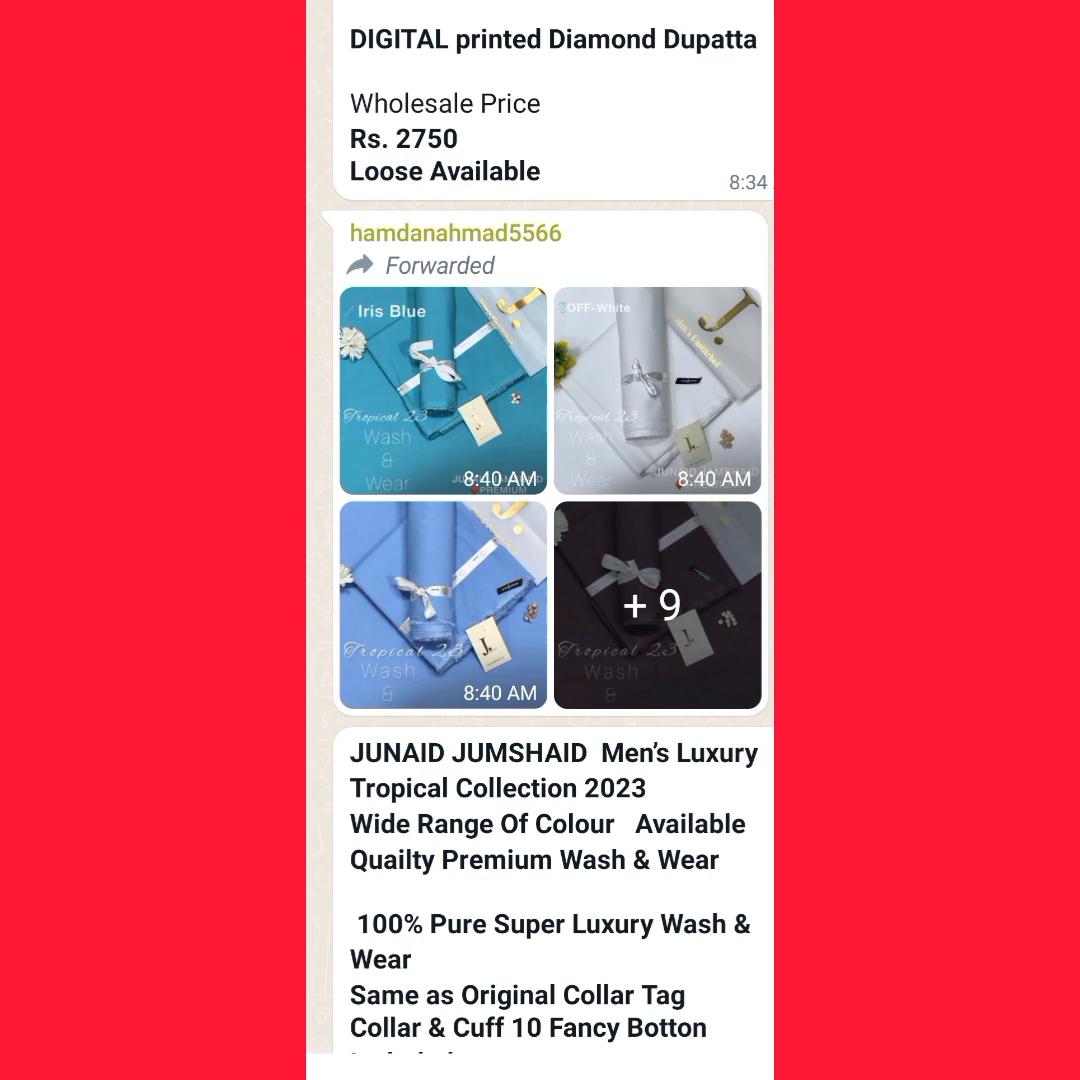 DIGITAL printed Diamond Dupatta
Wholesale Price
Rs. 2750
Loose Available
8:34
hamdanahmad5566
Forwarded
Iris Blue
Tropical 23
Wash
&
Wear
8:40 AM
PREMIUM
OFF-White
Men's Unstitched
J.
Tropical 23
Wash
&
Wear
J.
8:40 AM
Tropical 23
Wash
&
J.
8:40 AM
Tropical 23
Wash
&
J.
+ 9
JUNAID JUMSHAID Men's Luxury
Tropical Collection 2023
Wide Range Of Colour Available
Quailty Premium Wash & Wear
100% Pure Super Luxury Wash &
Wear
Same as Original Collar Tag
Collar & Cuff 10 Fancy Botton